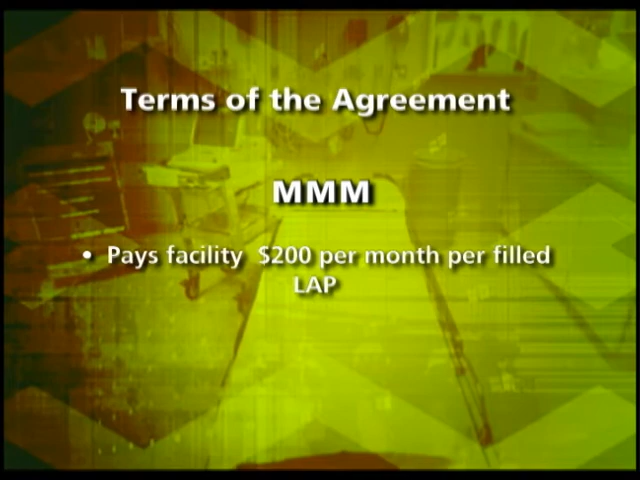 Terms of the Agreement
MMM
• Pays facility $200 per month per filled
LAP